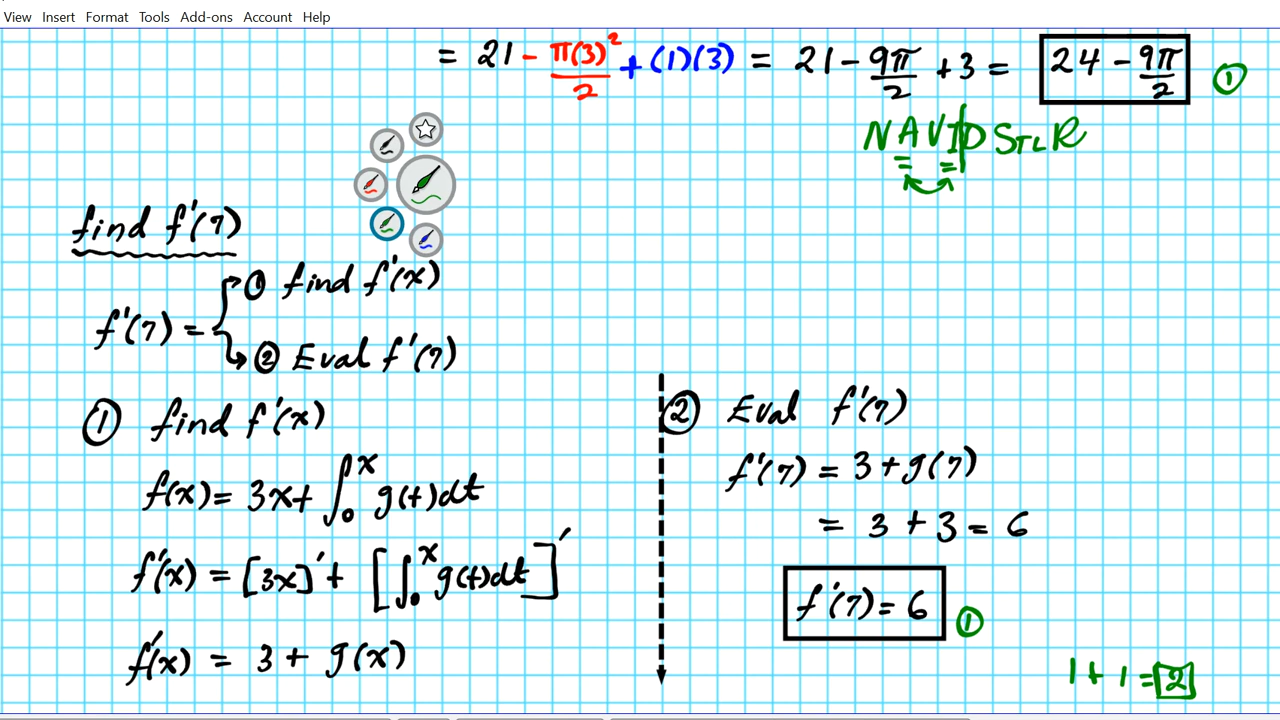 View Insert Format Tools Add-ons Account Help
= 21 - π(3)²/2 + (1)(3) = 21 - 9π/2 + 3 = 24 - 9π/2 ①
NAVID STLR
find f'(7)
f'(7) =
① find f'(x)
② Eval f'(7)
① find f'(x)
f(x) = 3x + ∫₀ˣ g(t)dt
f'(x) = [3x]' + [∫₀ˣ g(t)dt]'
f'(x) = 3 + g(x)
② Eval f'(7)
f'(7) = 3 + g(7)
= 3 + 3 = 6
f'(7) = 6 ①
1 + 1 = 2